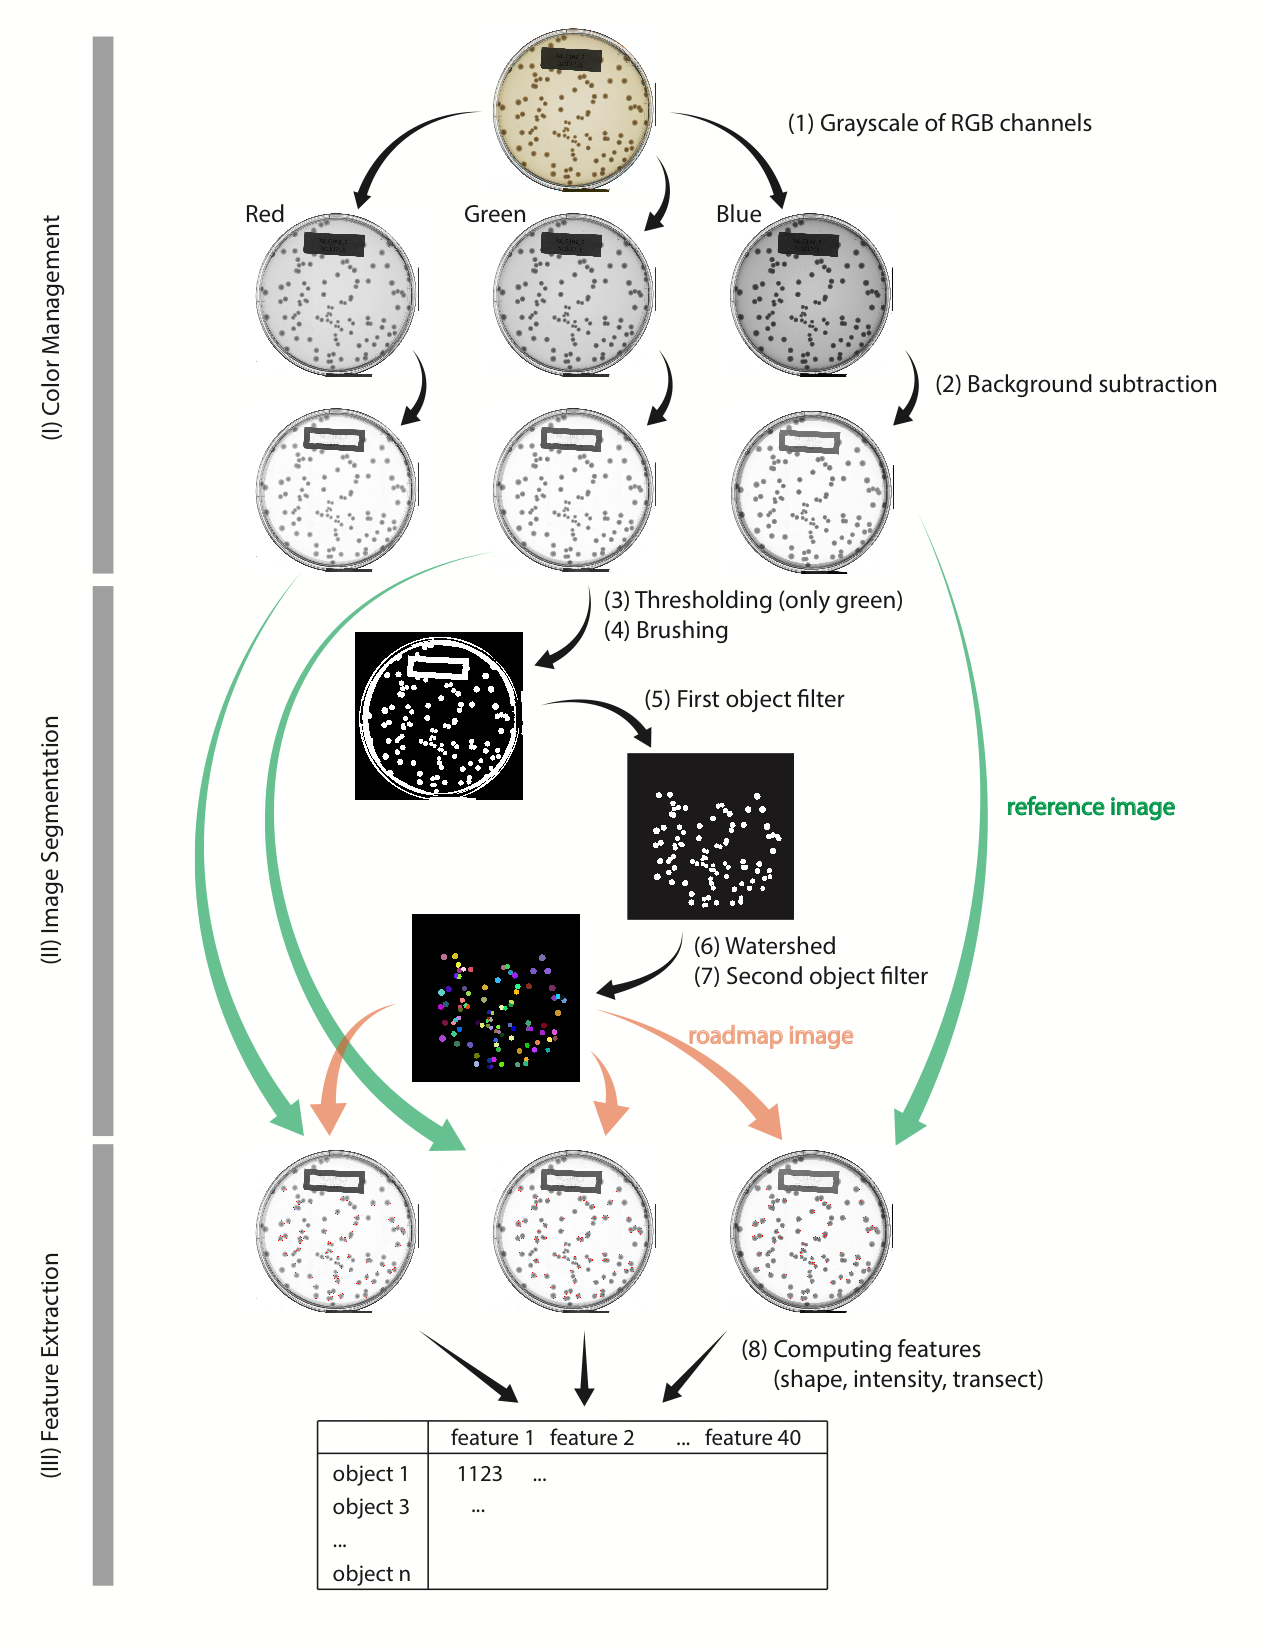 (1) Grayscale of RGB channels
Red
Green
Blue
(I) Color Management
(2) Background subtraction
(3) Thresholding (only green)
(4) Brushing
(5) First object filter
(II) Image Segmentation
reference image
(6) Watershed
(7) Second object filter
roadmap image
(III) Feature Extraction
(8) Computing features
(shape, intensity, transect)
feature 1 feature 2 ... feature 40
object 1 1123 ...
object 3 ...
...
object n